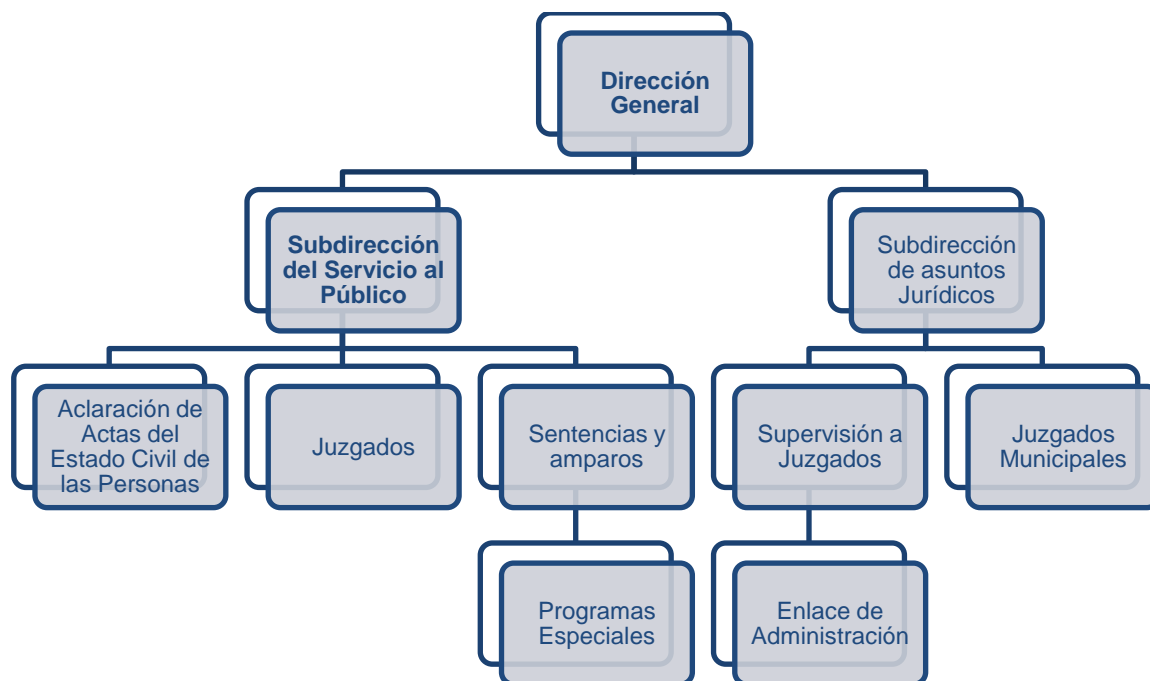 Dirección
General
Subdirección
del Servicio al
Público
Subdirección
de asuntos
Jurídicos
Aclaración de
Actas del
Estado Civil de
las Personas
Juzgados
Sentencias y
amparos
Supervisión a
Juzgados
Juzgados
Municipales
Programas
Especiales
Enlace de
Administración